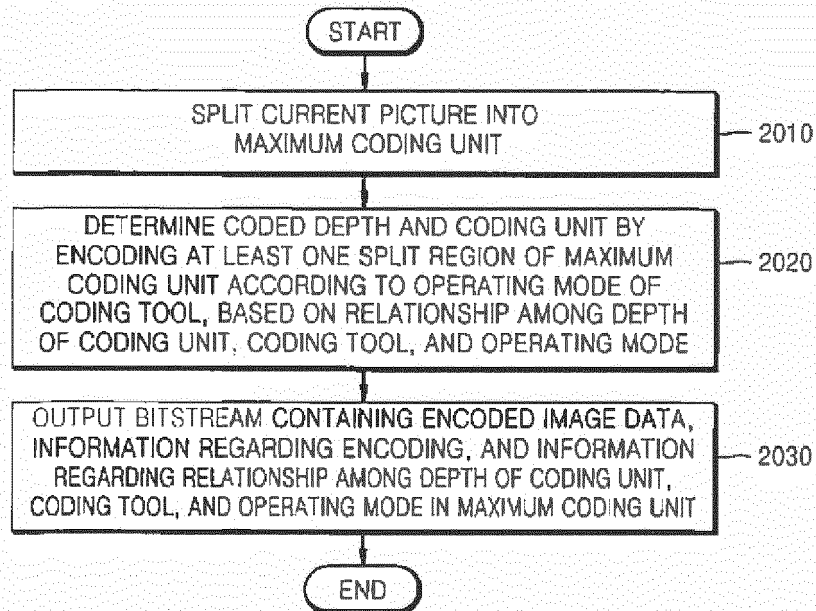 START
SPLIT CURRENT PICTURE INTO
MAXIMUM CODING UNIT
2010
DETERMINE CODED DEPTH AND CODING UNIT BY
ENCODING AT LEAST ONE SPLIT REGION OF MAXIMUM
CODING UNIT ACCORDING TO OPERATING MODE OF
CODING TOOL, BASED ON RELATIONSHIP AMONG DEPTH
OF CODING UNIT, CODING TOOL, AND OPERATING MODE
2020
OUTPUT BITSTREAM CONTAINING ENCODED IMAGE DATA,
INFORMATION REGARDING ENCODING, AND INFORMATION
REGARDING RELATIONSHIP AMONG DEPTH OF CODING UNIT,
CODING TOOL, AND OPERATING MODE IN MAXIMUM CODING UNIT
2030
END